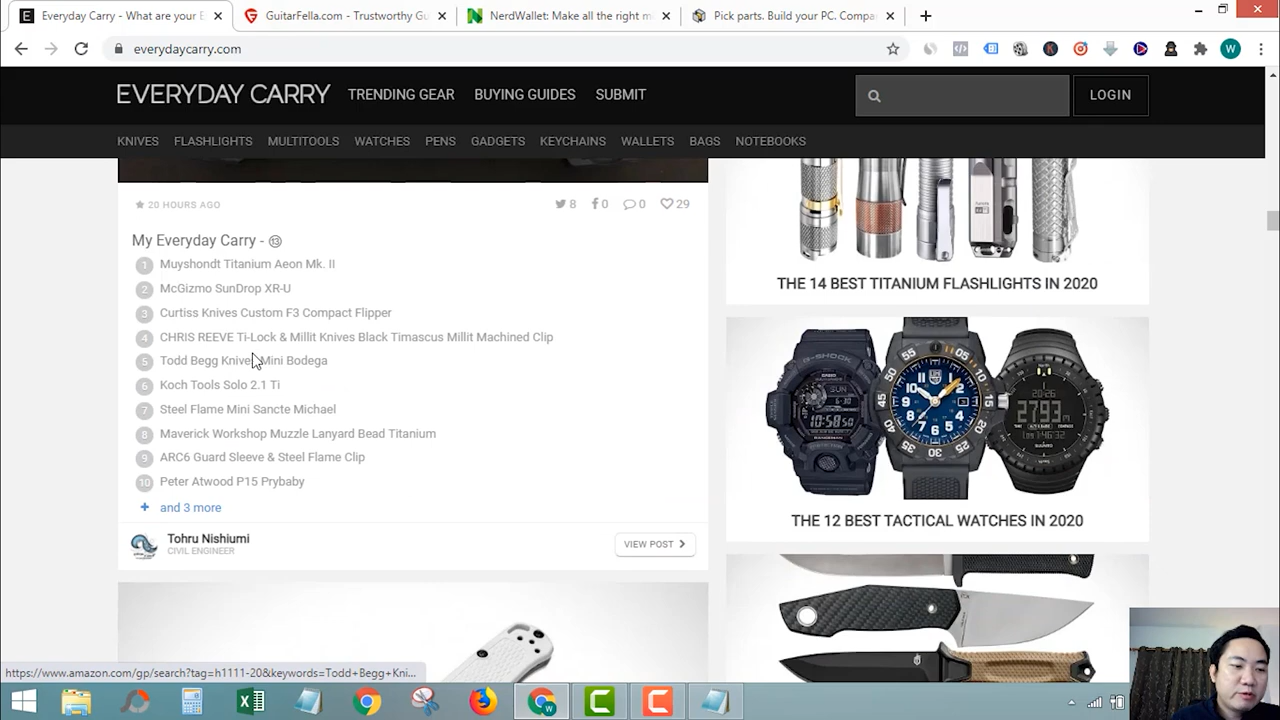 Everyday Carry - What are your E
GuitarFella.com - Trustworthy Gu
NerdWallet: Make all the right m
Pick parts. Build your PC. Compa
everydaycarry.com
W
EVERYDAY CARRY
TRENDING GEAR
BUYING GUIDES
SUBMIT
LOGIN
KNIVES
FLASHLIGHTS
MULTITOOLS
WATCHES
PENS
GADGETS
KEYCHAINS
WALLETS
BAGS
NOTEBOOKS
20 HOURS AGO
8 0 0 29
My Everyday Carry - ⑬
1 Muyshondt Titanium Aeon Mk. II
2 McGizmo SunDrop XR-U
3 Curtiss Knives Custom F3 Compact Flipper
4 CHRIS REEVE Ti-Lock & Millit Knives Black Timascus Millit Machined Clip
5 Todd Begg Knives Mini Bodega
6 Koch Tools Solo 2.1 Ti
7 Steel Flame Mini Sancte Michael
8 Maverick Workshop Muzzle Lanyard Bead Titanium
9 ARC6 Guard Sleeve & Steel Flame Clip
10 Peter Atwood P15 Prybaby
+ and 3 more
Tohru Nishiumi
CIVIL ENGINEER
VIEW POST
THE 14 BEST TITANIUM FLASHLIGHTS IN 2020
G-SHOCK
10:58 50
2793
THE 12 BEST TACTICAL WATCHES IN 2020
https://www.amazon.com/gp/search?tag=h1111-20&keywords=Todd+Begg+Kni...